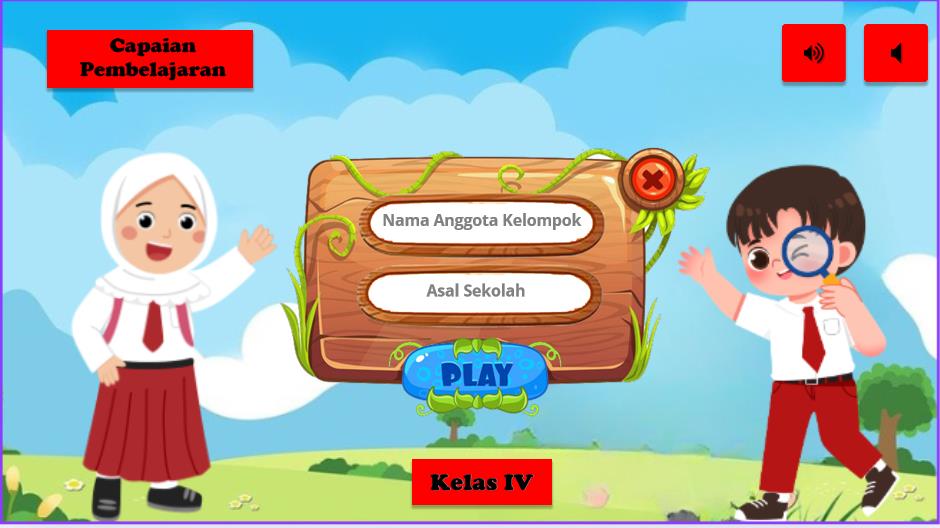 Capaian
Pembelajaran
Nama Anggota Kelompok
Asal Sekolah
PLAY
Kelas IV